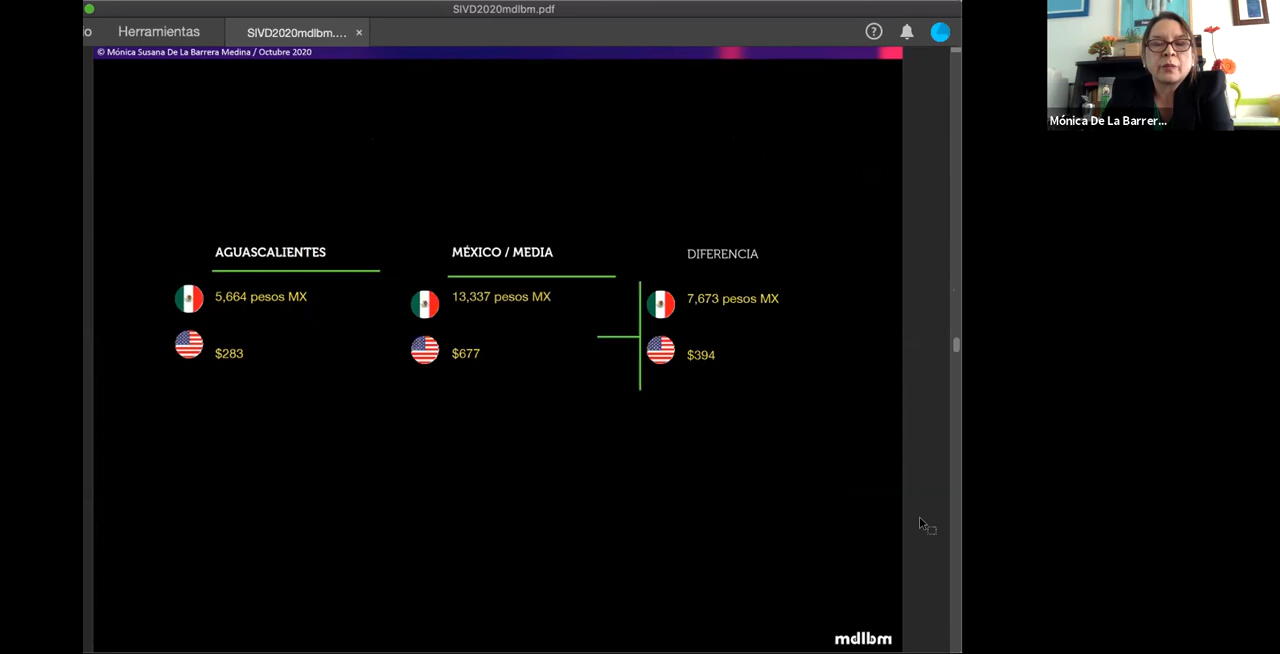 SIVD2020mdlbm.pdf
io
Herramientas
SIVD2020mdlbm.... ×
© Mónica Susana De La Barrera Medina / Octubre 2020
Mónica De La Barrer...
AGUASCALIENTES
MÉXICO / MEDIA
DIFERENCIA
5,664 pesos MX
13,337 pesos MX
7,673 pesos MX
$283
$677
$394
mdlbm